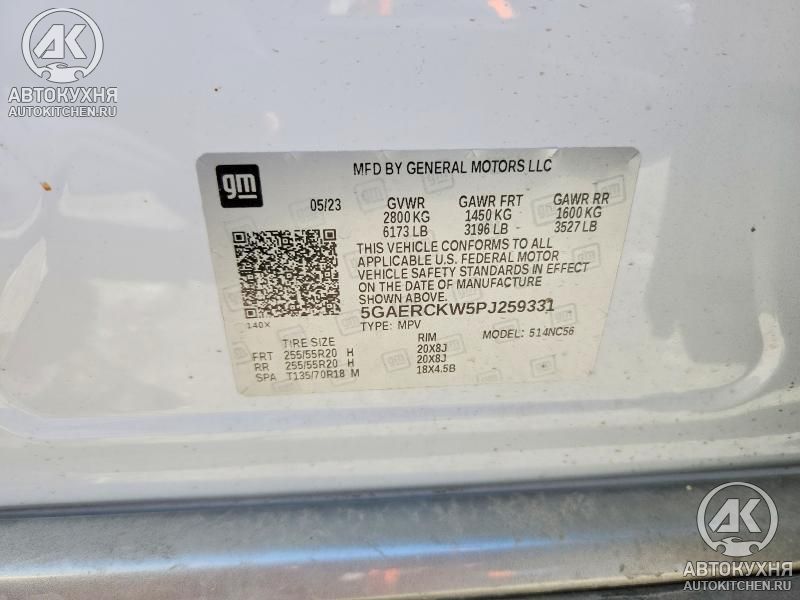 АК
АВТОКУХНЯ
AUTOKITCHEN.RU
gm
MFD BY GENERAL MOTORS LLC
05/23 GVWR GAWR FRT GAWR RR
2800 KG 1450 KG 1600 KG
6173 LB 3196 LB 3527 LB
THIS VEHICLE CONFORMS TO ALL
APPLICABLE U.S. FEDERAL MOTOR
VEHICLE SAFETY STANDARDS IN EFFECT
ON THE DATE OF MANUFACTURE
SHOWN ABOVE.
5GAERCKW5PJ259331
140X TYPE: MPV MODEL: 514NC56
TIRE SIZE RIM
FRT 255/55R20 H 20X8J
RR 255/55R20 H 20X8J
SPA T135/70R18 M 18X4.5B
АК
АВТОКУХНЯ
AUTOKITCHEN.RU